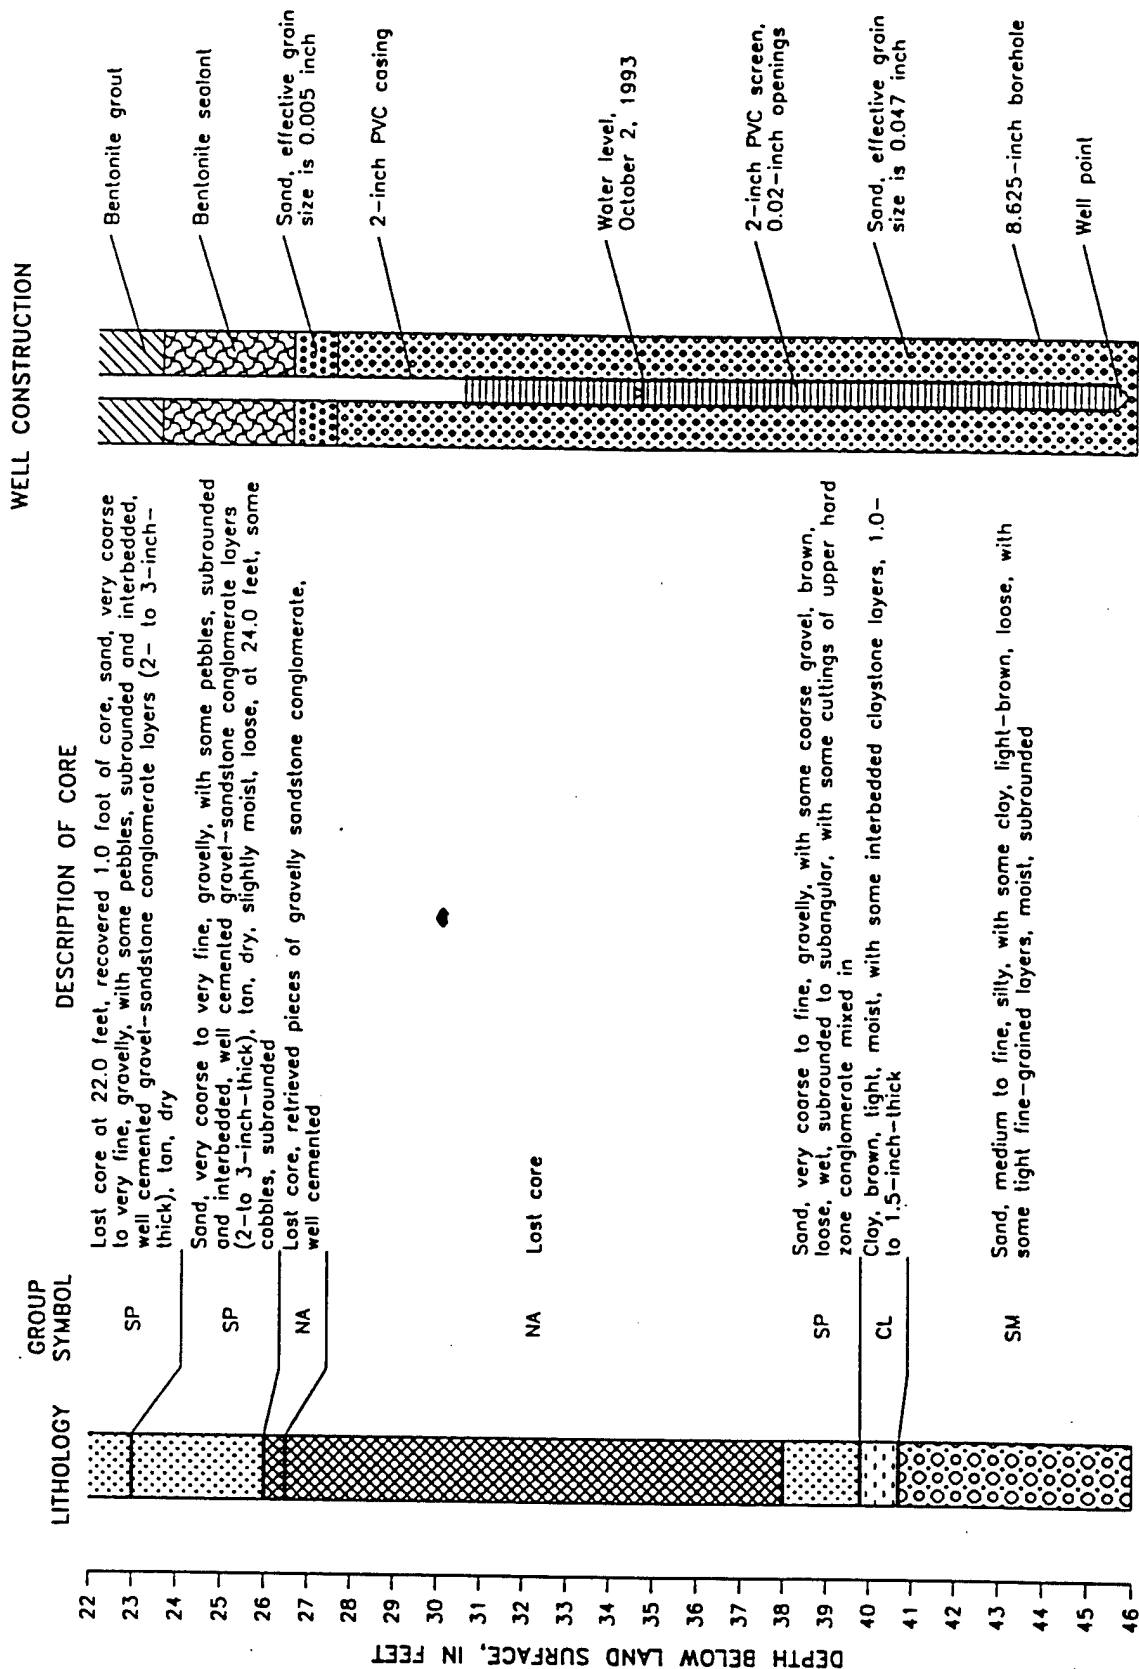 LITHOLOGY
GROUP
SYMBOL
DESCRIPTION OF CORE
WELL CONSTRUCTION
DEPTH BELOW LAND SURFACE, IN FEET
22
23
24
25
26
27
28
29
30
31
32
33
34
35
36
37
38
39
40
41
42
43
44
45
46
SP
Lost core at 22.0 feet, recovered 1.0 foot of core, sand, very coarse
to very fine, gravelly, with some pebbles, subrounded and interbedded,
well cemented gravel-sandstone conglomerate layers (2- to 3-inch-
thick), tan, dry
SP
Sand, very coarse to very fine, gravelly, with some pebbles, subrounded
and interbedded, well cemented gravel-sandstone conglomerate layers
(2-to 3-inch-thick), tan, dry, slightly moist, loose, at 24.0 feet, some
cobbles, subrounded
NA
Lost core, retrieved pieces of gravelly sandstone conglomerate,
well cemented
NA
Lost core
SP
Sand, very coarse to fine, gravelly, with some coarse gravel, brown,
loose, wet, subrounded to subangular, with some cuttings of upper hard
zone conglomerate mixed in
CL
Clay, brown, tight, moist, with some interbedded claystone layers, 1.0-
to 1.5-inch-thick
SM
Sand, medium to fine, silty, with some clay, light-brown, loose, with
some tight fine-grained layers, moist, subrounded
Bentonite grout
Bentonite sealant
Sand, effective grain
size is 0.005 inch
2-inch PVC casing
Water level,
October 2, 1993
2-inch PVC screen,
0.02-inch openings
Sand, effective grain
size is 0.047 inch
8.625-inch borehole
Well point